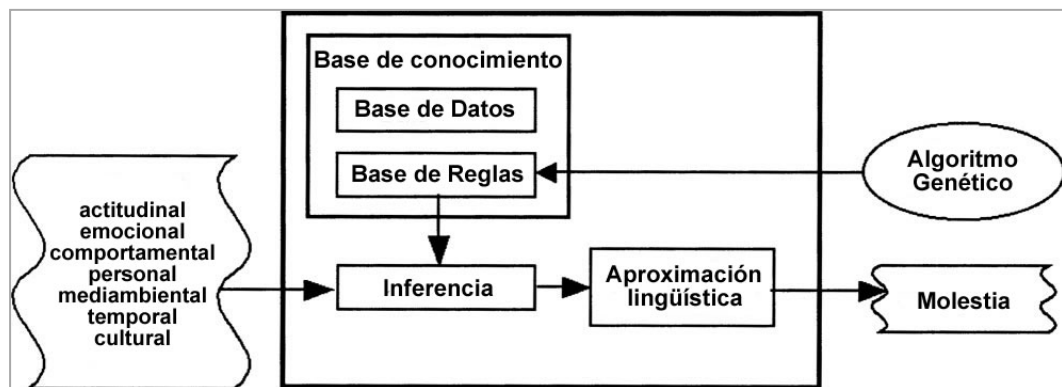 Base de conocimiento
Base de Datos
Base de Reglas
Algoritmo
Genético
actitudinal
emocional
comportamental
personal
mediambiental
temporal
cultural
Inferencia
Aproximación
lingüística
Molestia